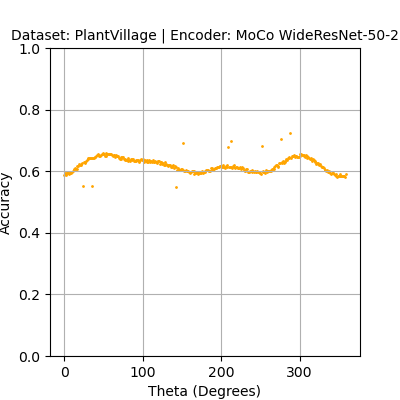 Dataset: PlantVillage | Encoder: MoCo WideResNet-50-2
1.0
0.8
0.6
0.4
0.2
0.0
Accuracy
0 100 200 300
Theta (Degrees)